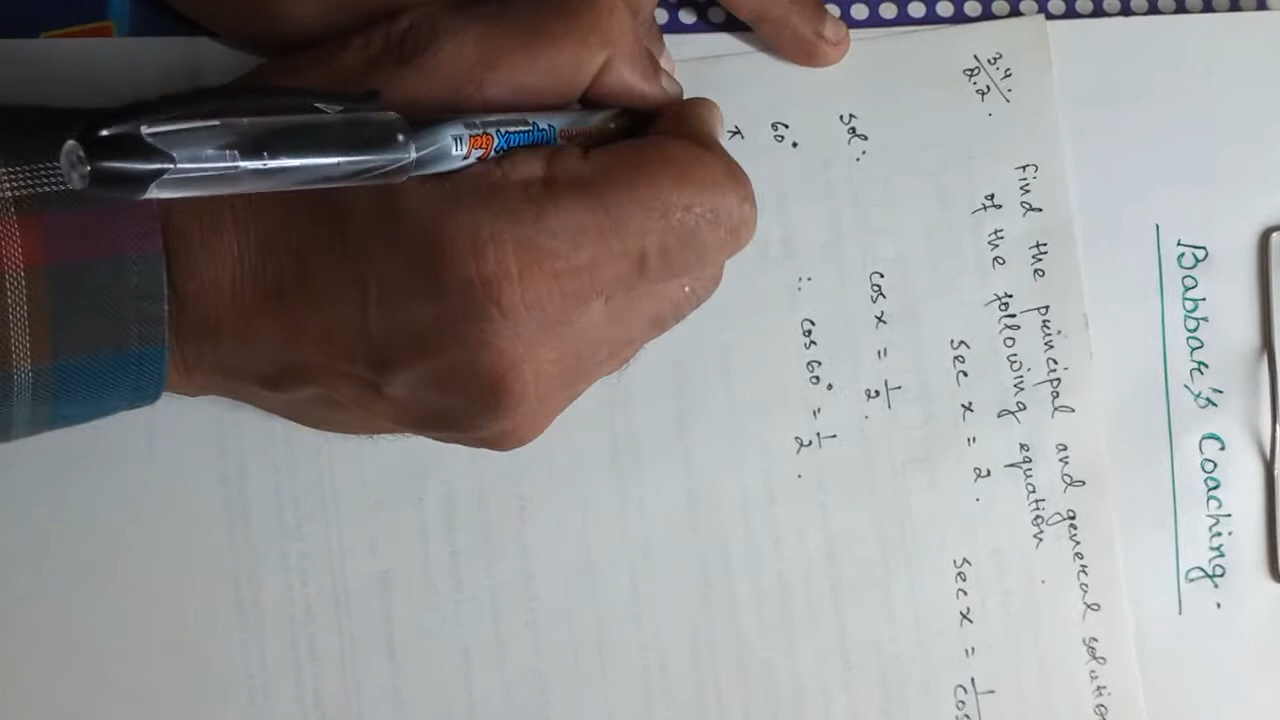 Babbar's Coaching.
3.4.
2.2.
Find the principal and general solutio
of the following equation.
sec x = 2.
sec x = 1/cos
Sol:
cos x = 1/2.
60°
∴ cos 60° = 1/2.
π